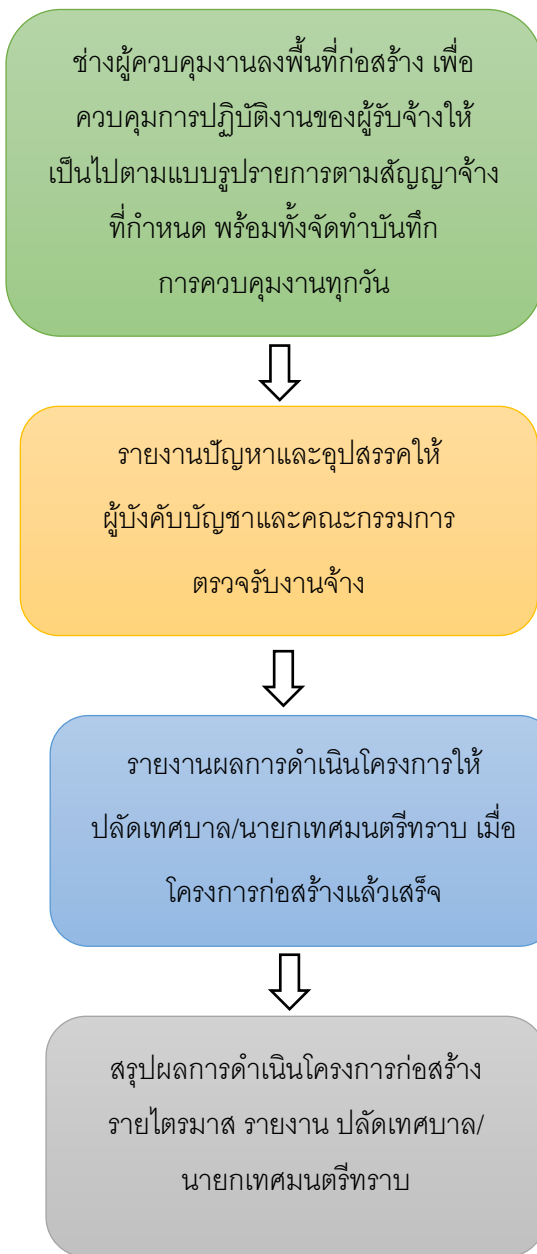 ช่างผู้ควบคุมงานลงพื้นที่ก่อสร้าง เพื่อ
ควบคุมการปฏิบัติงานของผู้รับจ้างให้
เป็นไปตามแบบรูปรายการตามสัญญาจ้าง
ที่กำหนด พร้อมทั้งจัดทำบันทึก
การควบคุมงานทุกวัน
รายงานปัญหาและอุปสรรคให้
ผู้บังคับบัญชาและคณะกรรมการ
ตรวจรับงานจ้าง
รายงานผลการดำเนินโครงการให้
ปลัดเทศบาล/นายกเทศมนตรีทราบ เมื่อ
โครงการก่อสร้างแล้วเสร็จ
สรุปผลการดำเนินโครงการก่อสร้าง
รายไตรมาส รายงาน ปลัดเทศบาล/
นายกเทศมนตรีทราบ